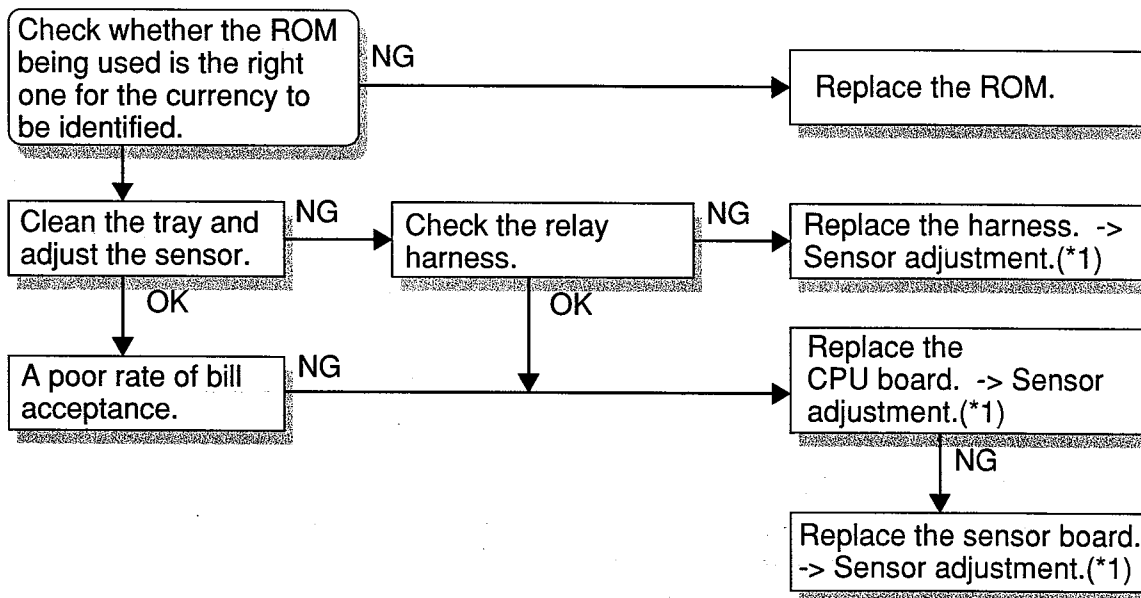 Check whether the ROM
being used is the right
one for the currency to
be identified.
NG
Replace the ROM.
Clean the tray and
adjust the sensor.
NG
Check the relay
harness.
NG
Replace the harness. ->
Sensor adjustment.(*1)
OK
OK
A poor rate of bill
acceptance.
NG
Replace the
CPU board. -> Sensor
adjustment.(*1)
NG
Replace the sensor board.
-> Sensor adjustment.(*1)